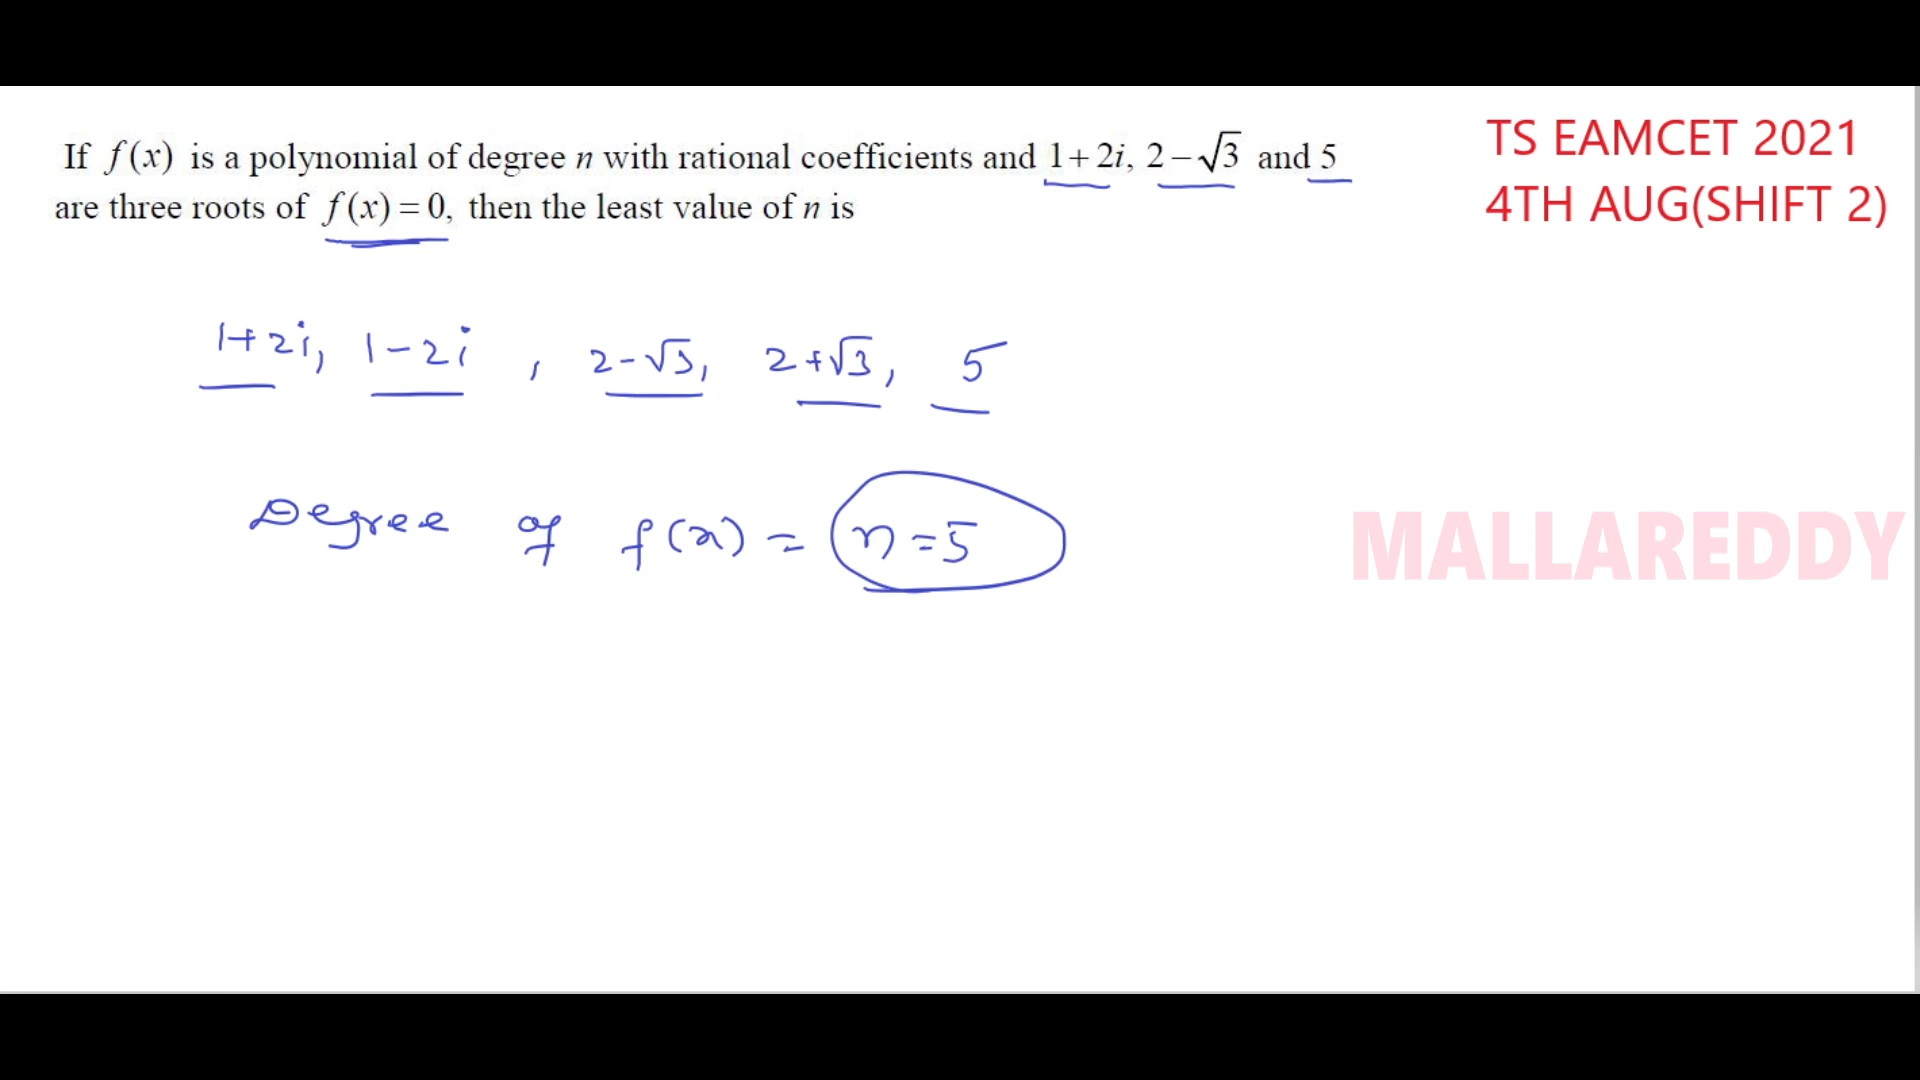 If f(x) is a polynomial of degree n with rational coefficients and 1+2i, 2−√3 and 5
are three roots of f(x)=0, then the least value of n is
TS EAMCET 2021
4TH AUG(SHIFT 2)
1+2i, 1-2i , 2-√3, 2+√3, 5
Degree of f(x) = n=5
MALLAREDDY